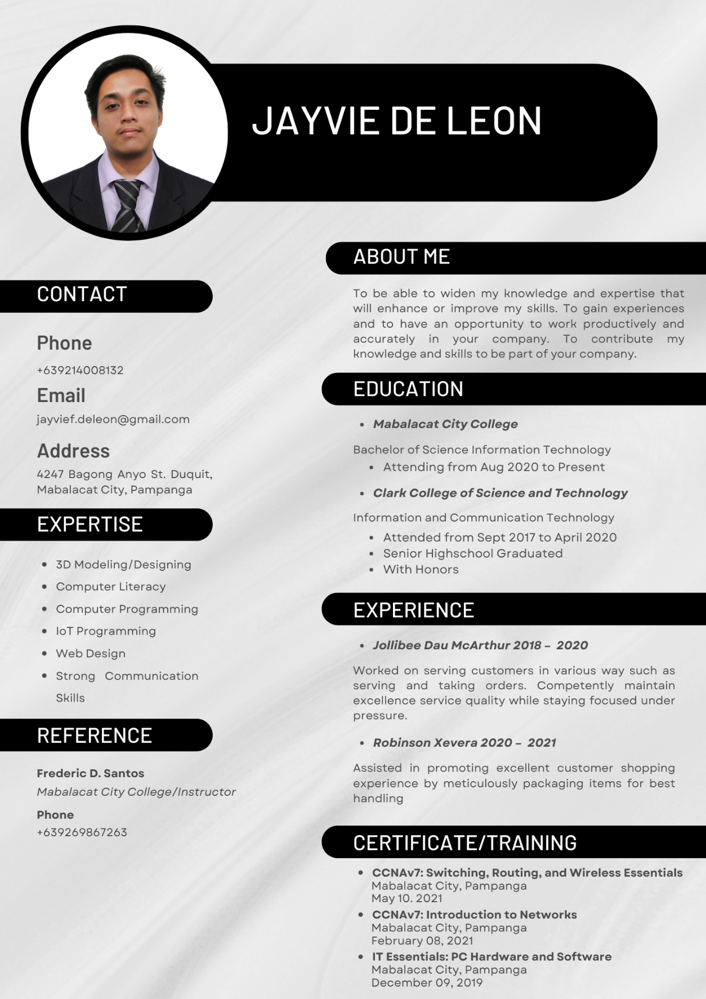 JAYVIE DE LEON
CONTACT
Phone
+639214008132
Email
jayvief.deleon@gmail.com
Address
4247 Bagong Anyo St. Duquit,
Mabalacat City, Pampanga
EXPERTISE
• 3D Modeling/Designing
• Computer Literacy
• Computer Programming
• IoT Programming
• Web Design
• Strong Communication
Skills
REFERENCE
Frederic D. Santos
Mabalacat City College/Instructor
Phone
+639269867263
ABOUT ME
To be able to widen my knowledge and expertise that
will enhance or improve my skills. To gain experiences
and to have an opportunity to work productively and
accurately in your company. To contribute my
knowledge and skills to be part of your company.
EDUCATION
• Mabalacat City College
Bachelor of Science Information Technology
• Attending from Aug 2020 to Present
• Clark College of Science and Technology
Information and Communication Technology
• Attended from Sept 2017 to April 2020
• Senior Highschool Graduated
• With Honors
EXPERIENCE
• Jollibee Dau McArthur 2018 – 2020
Worked on serving customers in various way such as
serving and taking orders. Competently maintain
excellence service quality while staying focused under
pressure.
• Robinson Xevera 2020 – 2021
Assisted in promoting excellent customer shopping
experience by meticulously packaging items for best
handling
CERTIFICATE/TRAINING
• CCNAv7: Switching, Routing, and Wireless Essentials
Mabalacat City, Pampanga
May 10. 2021
• CCNAv7: Introduction to Networks
Mabalacat City, Pampanga
February 08, 2021
• IT Essentials: PC Hardware and Software
Mabalacat City, Pampanga
December 09, 2019